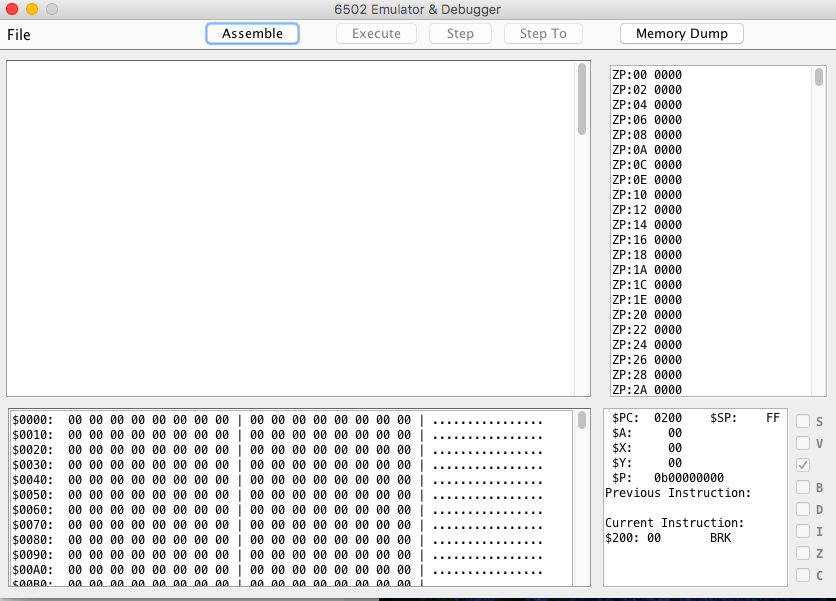 6502 Emulator & Debugger
File Assemble Execute Step Step To Memory Dump
ZP:00 0000
ZP:02 0000
ZP:04 0000
ZP:06 0000
ZP:08 0000
ZP:0A 0000
ZP:0C 0000
ZP:0E 0000
ZP:10 0000
ZP:12 0000
ZP:14 0000
ZP:16 0000
ZP:18 0000
ZP:1A 0000
ZP:1C 0000
ZP:1E 0000
ZP:20 0000
ZP:22 0000
ZP:24 0000
ZP:26 0000
ZP:28 0000
ZP:2A 0000
$0000: 00 00 00 00 00 00 00 00 | 00 00 00 00 00 00 00 00 | ................
$0010: 00 00 00 00 00 00 00 00 | 00 00 00 00 00 00 00 00 | ................
$0020: 00 00 00 00 00 00 00 00 | 00 00 00 00 00 00 00 00 | ................
$0030: 00 00 00 00 00 00 00 00 | 00 00 00 00 00 00 00 00 | ................
$0040: 00 00 00 00 00 00 00 00 | 00 00 00 00 00 00 00 00 | ................
$0050: 00 00 00 00 00 00 00 00 | 00 00 00 00 00 00 00 00 | ................
$0060: 00 00 00 00 00 00 00 00 | 00 00 00 00 00 00 00 00 | ................
$0070: 00 00 00 00 00 00 00 00 | 00 00 00 00 00 00 00 00 | ................
$0080: 00 00 00 00 00 00 00 00 | 00 00 00 00 00 00 00 00 | ................
$0090: 00 00 00 00 00 00 00 00 | 00 00 00 00 00 00 00 00 | ................
$00A0: 00 00 00 00 00 00 00 00 | 00 00 00 00 00 00 00 00 | ................
$00B0: 00 00 00 00 00 00 00 00 | 00 00 00 00 00 00 00 00 |
$PC: 0200 $SP: FF
$A: 00
$X: 00
$Y: 00
$P: 0b00000000
Previous Instruction:
Current Instruction:
$200: 00 BRK
S
V
B
D
I
Z
C